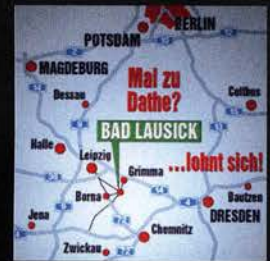 BERLIN
POTSDAM
MAGDEBURG
Mal zu
Dathe?
Dessau
Cottbus
BAD LAUSICK
Halle
Leipzig
Grimma
...lohnt sich!
Borna
Bautzen
DRESDEN
Jena
Chemnitz
Zwickau